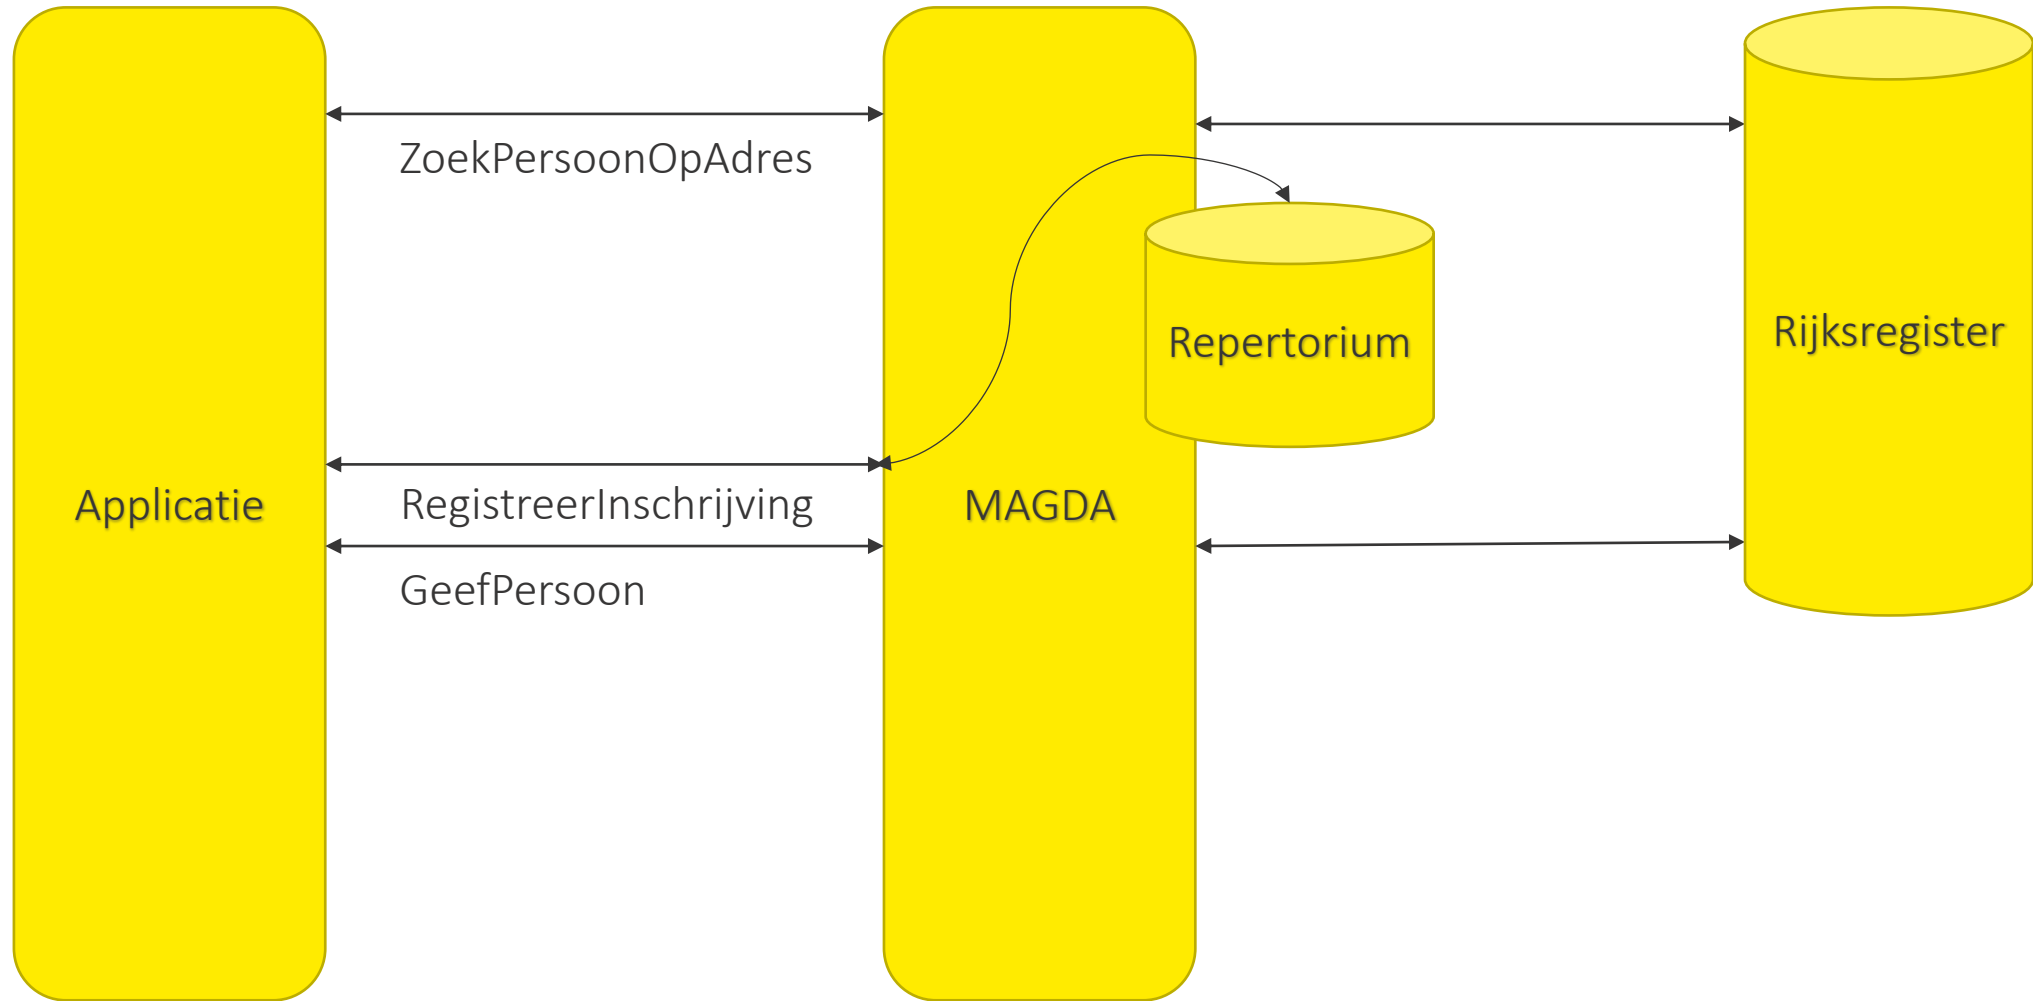 ZoekPersoonOpAdres
Repertorium
Rijksregister
Applicatie
RegistreerInschrijving
MAGDA
GeefPersoon